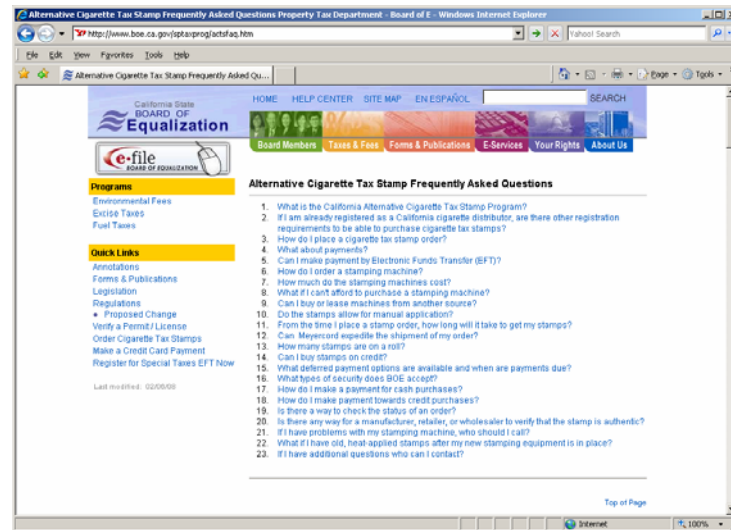 Alternative Cigarette Tax Stamp Frequently Asked Questions Property Tax Department - Board of E - Windows Internet Explorer
http://www.boe.ca.gov/sptaxprog/actsfaq.htm
Yahoo! Search
File Edit View Favorites Tools Help
Alternative Cigarette Tax Stamp Frequently Asked Qu...
Page Tools
California State
BOARD OF
Equalization
HOME HELP CENTER SITE MAP EN ESPAÑOL SEARCH
Board Members Taxes & Fees Forms & Publications E-Services Your Rights About Us
e-file
BOARD OF EQUALIZATION
Programs
Environmental Fees
Excise Taxes
Fuel Taxes
Quick Links
Annotations
Forms & Publications
Legislation
Regulations
• Proposed Change
Verify a Permit / License
Order Cigarette Tax Stamps
Make a Credit Card Payment
Register for Special Taxes EFT Now
Last modified:
Alternative Cigarette Tax Stamp Frequently Asked Questions
1. What is the California Alternative Cigarette Tax Stamp Program?
2. If I am already registered as a California cigarette distributor, are there other registration
requirements to be able to purchase cigarette tax stamps?
3. How do I place a cigarette tax stamp order?
4. What about payments?
5. Can I make payment by Electronic Funds Transfer (EFT)?
6. How do I order a stamping machine?
7. How much do the stamping machines cost?
8. What if I can't afford to purchase a stamping machine?
9. Can I buy or lease machines from another source?
10. Do the stamps allow for manual application?
11. From the time I place a stamp order, how long will it take to get my stamps?
12. Can Meyercord expedite the shipment of my order?
13. How many stamps are on a roll?
14. Can I buy stamps on credit?
15. What deferred payment options are available and when are payments due?
16. What types of security does BOE accept?
17. How do I make a payment for cash purchases?
18. How do I make payment towards credit purchases?
19. Is there a way to check the status of an order?
20. Is there any way for a manufacturer, retailer, or wholesaler to verify that the stamp is authentic?
21. If I have problems with my stamping machine, who should I call?
22. What if I have old, heat-applied stamps after my new stamping equipment is in place?
23. If I have additional questions who can I contact?
Top of Page
Internet 100%